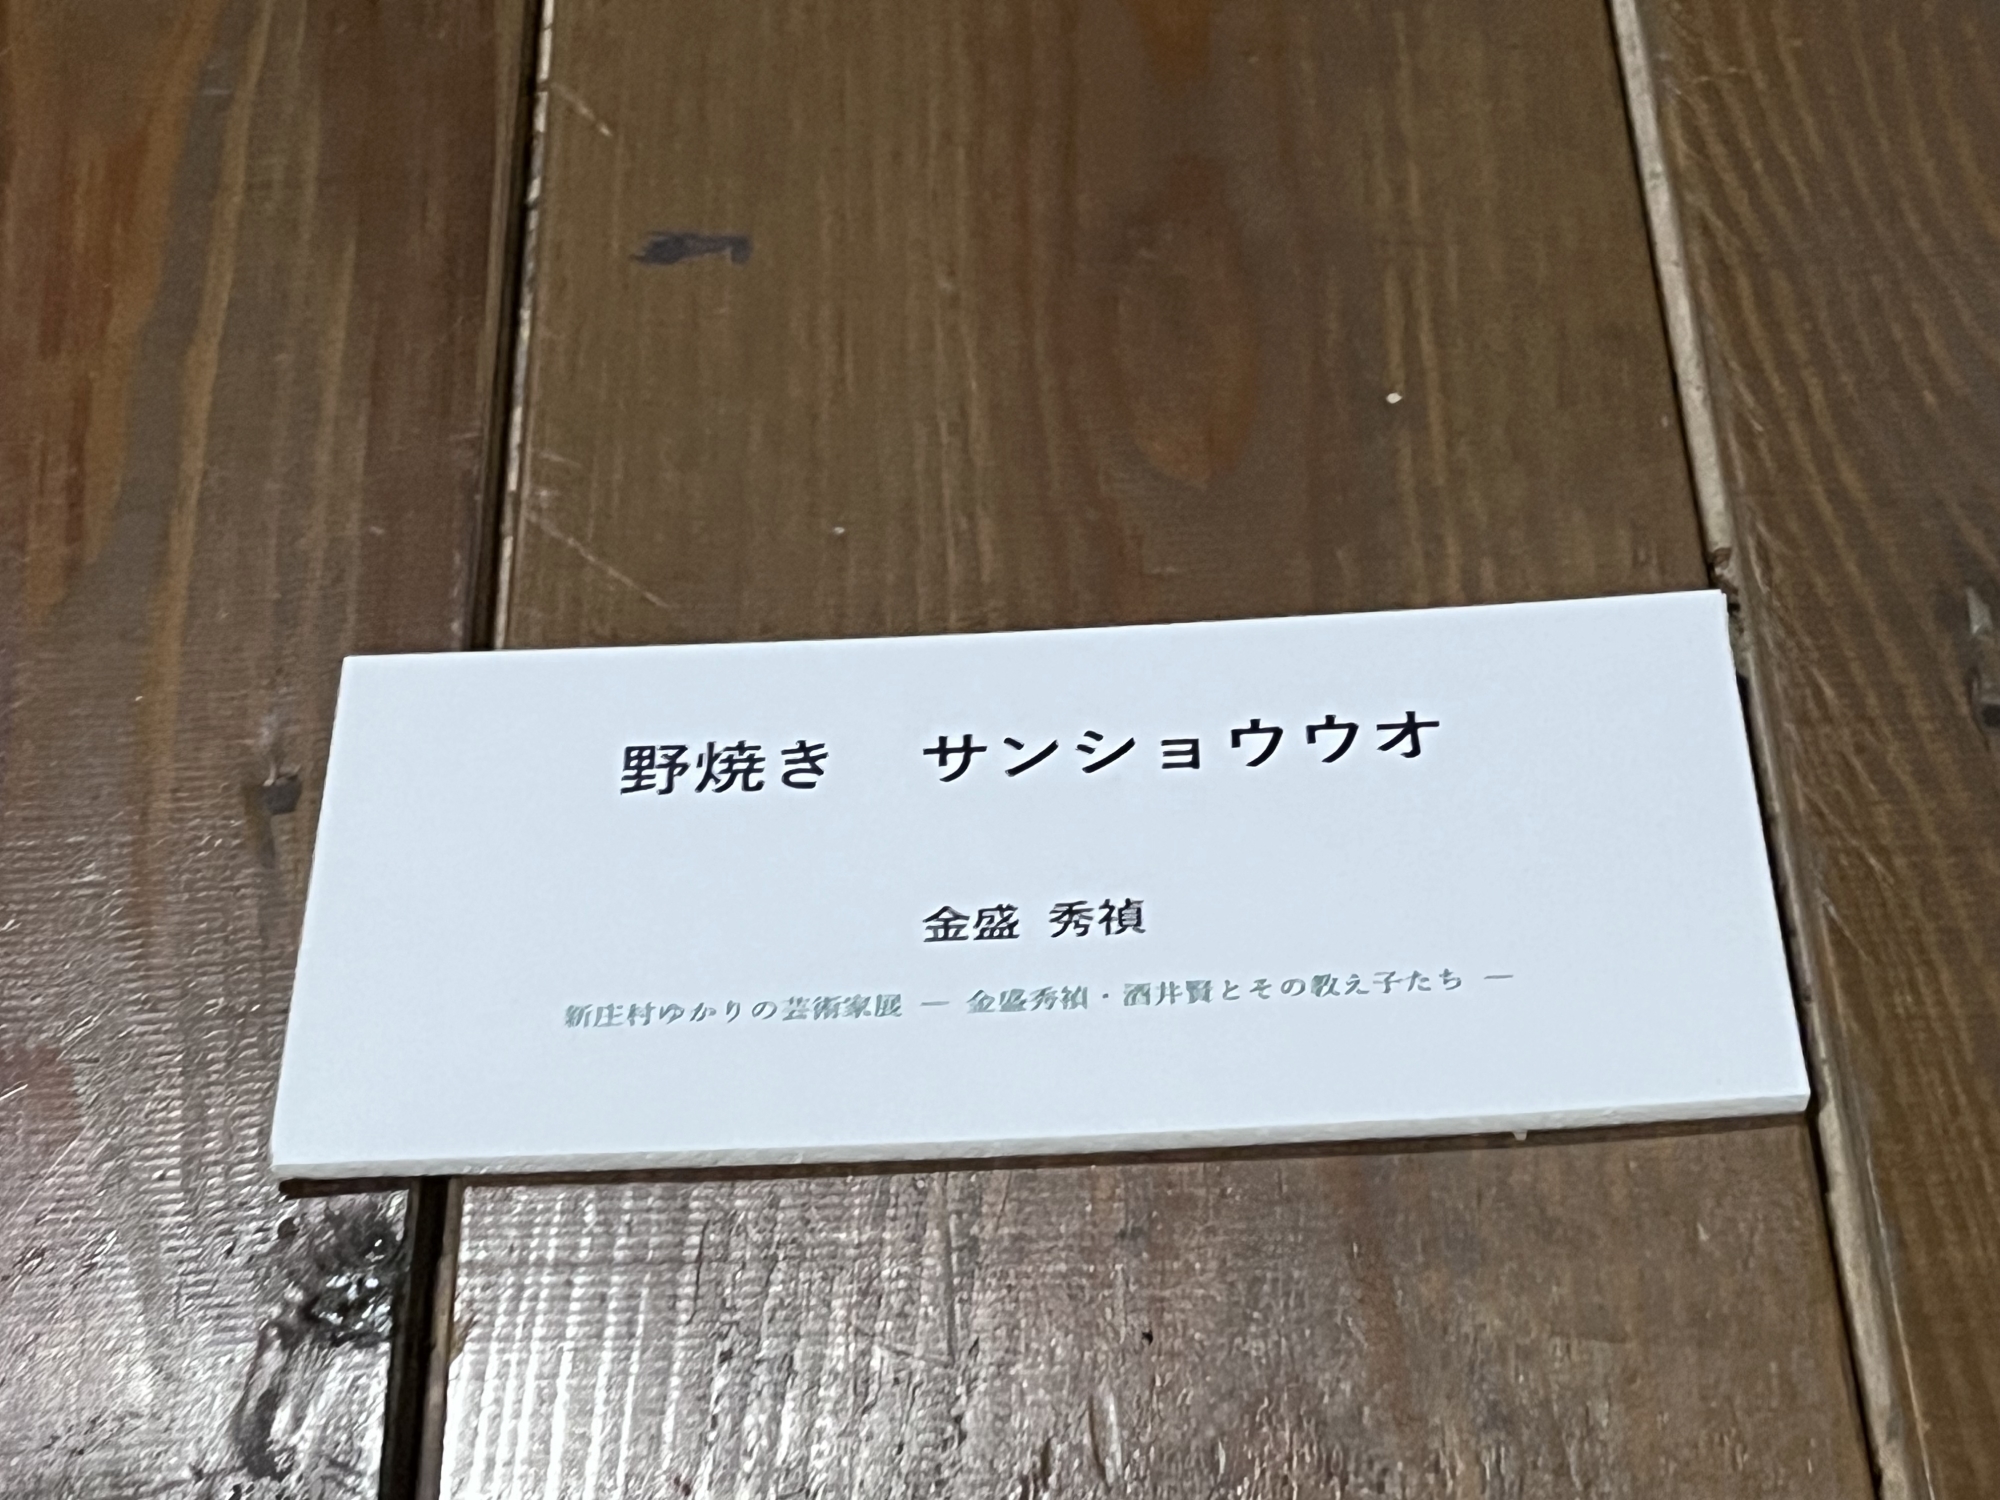 野焼き　サンショウウオ
金盛 秀禎
新庄村ゆかりの芸術家展 ― 金盛秀禎・酒井賢とその教え子たち ―